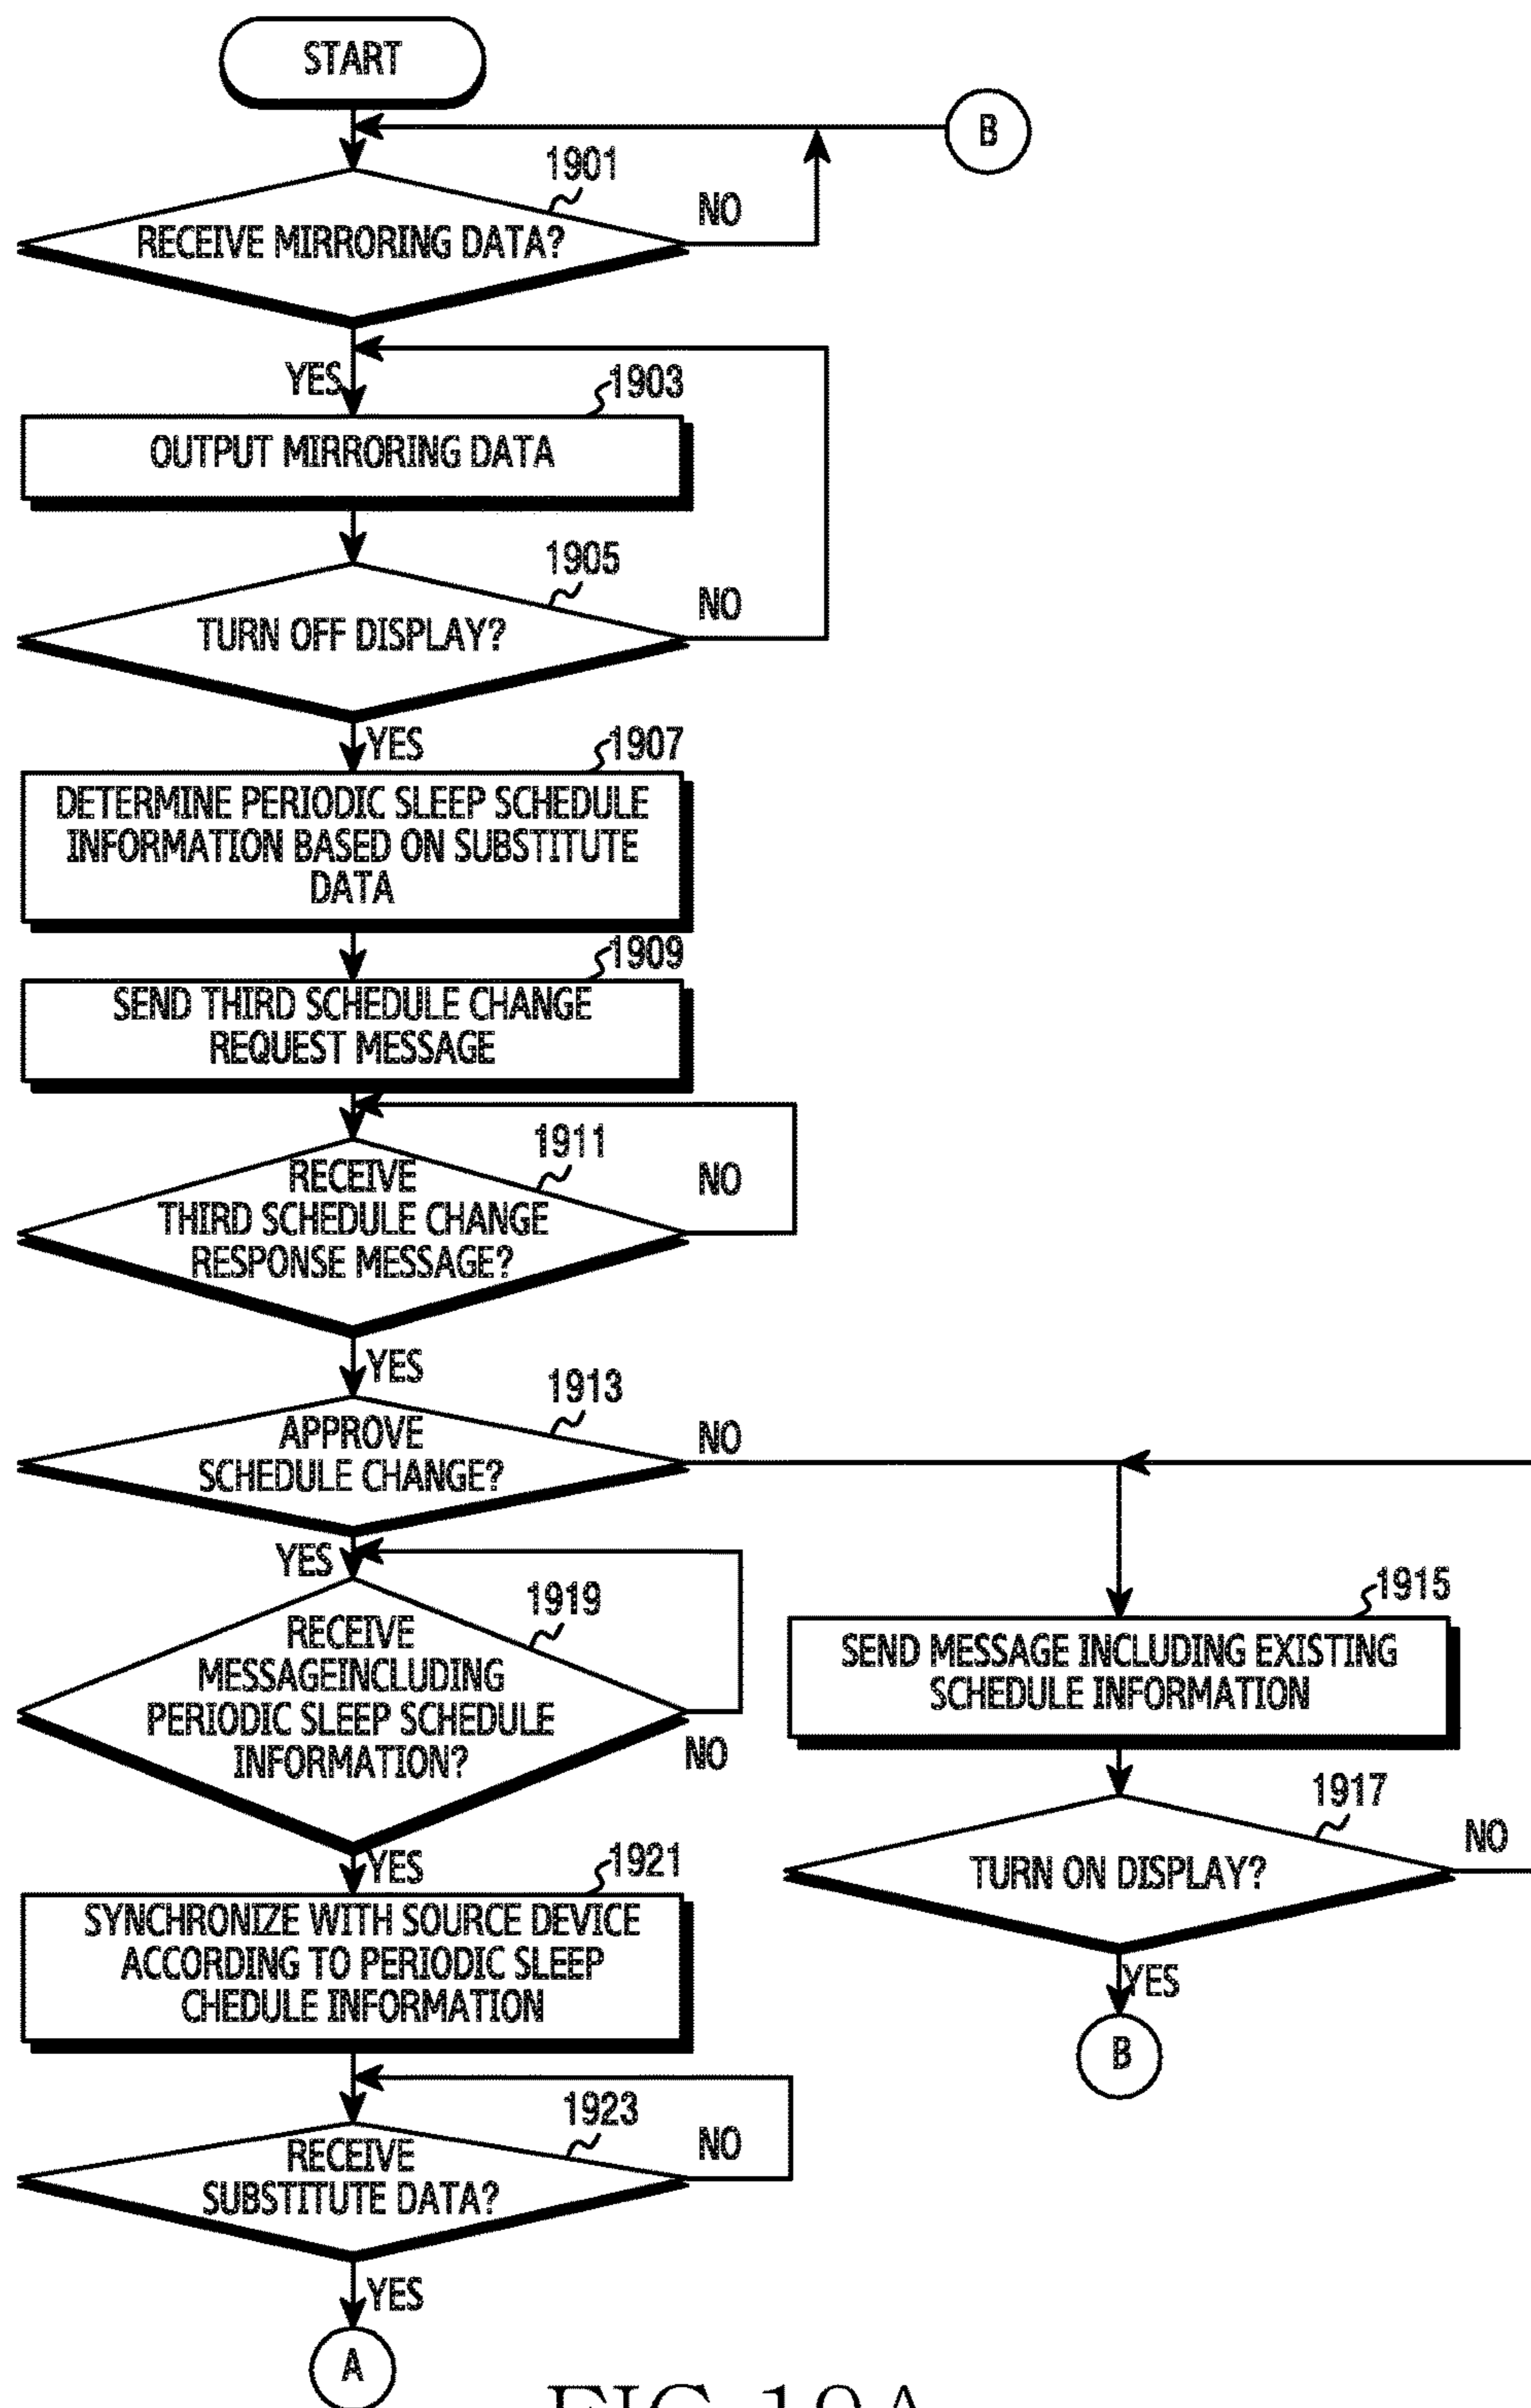 START
B
1901
RECEIVE MIRRORING DATA?
NO
YES
1903
OUTPUT MIRRORING DATA
1905
TURN OFF DISPLAY?
NO
YES
1907
DETERMINE PERIODIC SLEEP SCHEDULE
INFORMATION BASED ON SUBSTITUTE
DATA
1909
SEND THIRD SCHEDULE CHANGE
REQUEST MESSAGE
1911
RECEIVE
THIRD SCHEDULE CHANGE
RESPONSE MESSAGE?
NO
YES
1913
APPROVE
SCHEDULE CHANGE?
NO
YES
1919
RECEIVE
MESSAGEINCLUDING
PERIODIC SLEEP SCHEDULE
INFORMATION?
NO
YES
1915
SEND MESSAGE INCLUDING EXISTING
SCHEDULE INFORMATION
1917
TURN ON DISPLAY?
NO
YES
B
1921
SYNCHRONIZE WITH SOURCE DEVICE
ACCORDING TO PERIODIC SLEEP
CHEDULE INFORMATION
1923
RECEIVE
SUBSTITUTE DATA?
NO
YES
A
FIG.19A